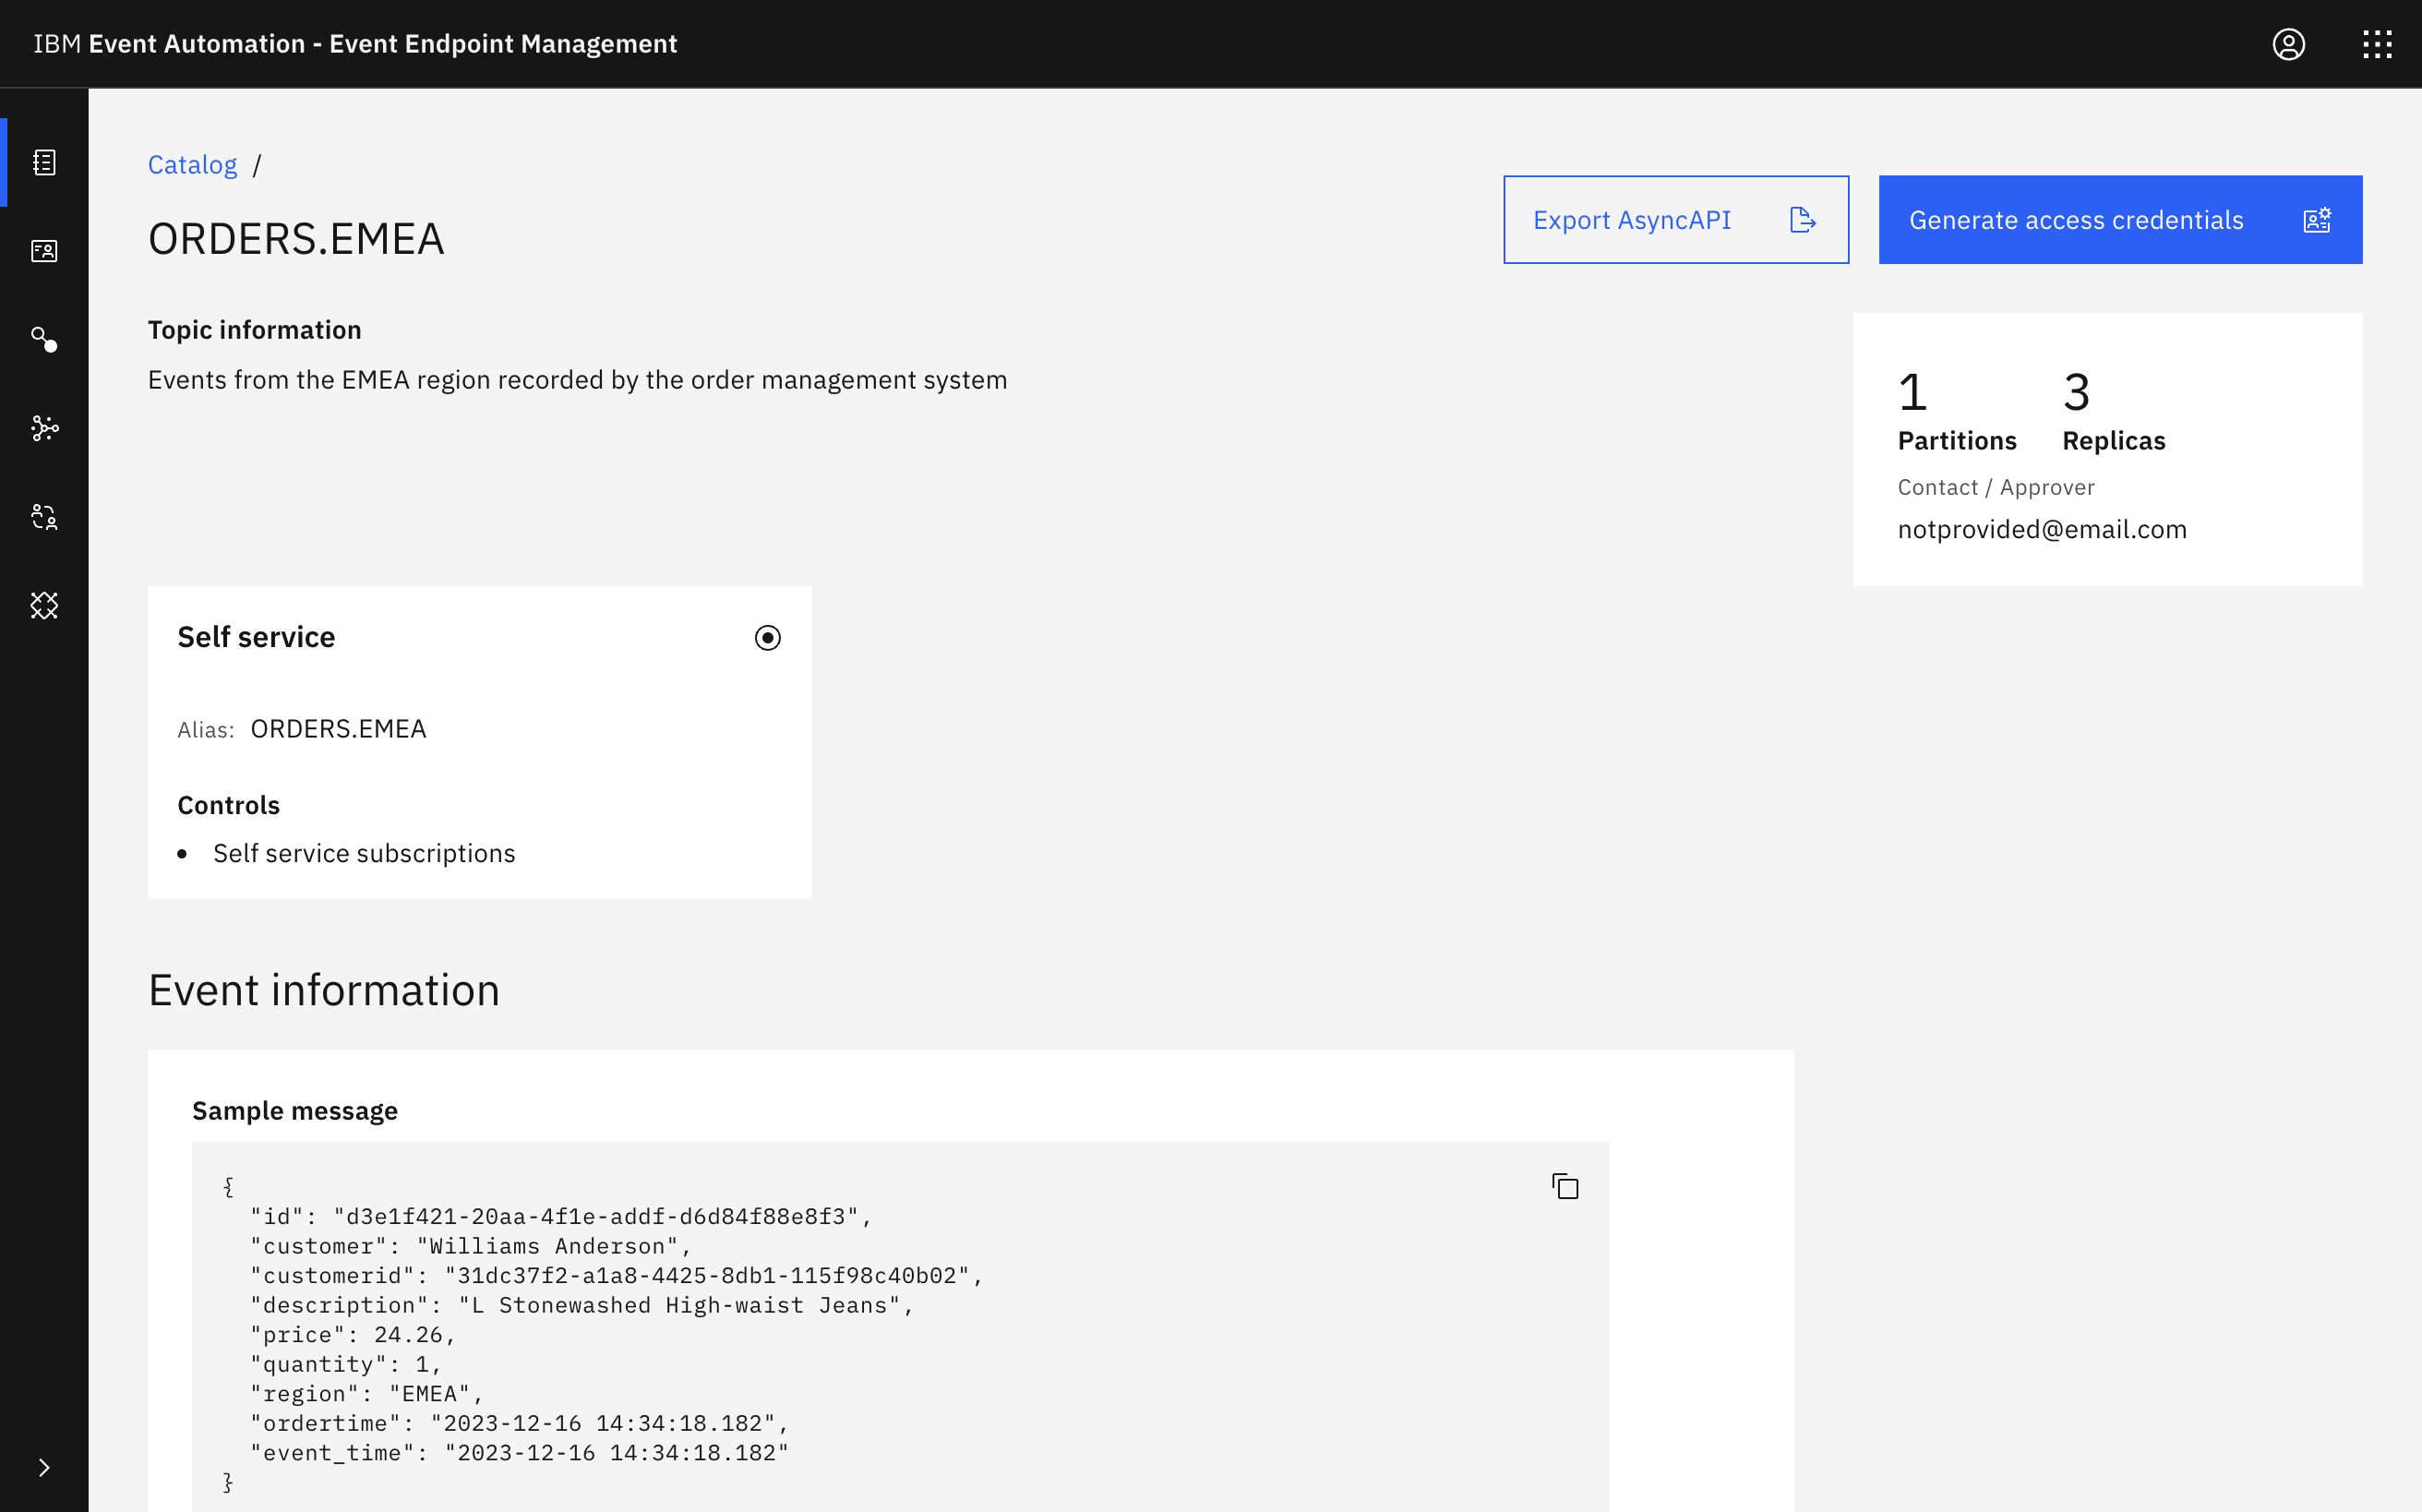 IBM Event Automation - Event Endpoint Management
Catalog /
ORDERS.EMEA
Export AsyncAPI
Generate access credentials
Topic information
Events from the EMEA region recorded by the order management system
1 3
Partitions Replicas
Contact / Approver
notprovided@email.com
Self service
Alias: ORDERS.EMEA
Controls
• Self service subscriptions
Event information
Sample message
{
  "id": "d3e1f421-20aa-4f1e-addf-d6d84f88e8f3",
  "customer": "Williams Anderson",
  "customerid": "31dc37f2-a1a8-4425-8db1-115f98c40b02",
  "description": "L Stonewashed High-waist Jeans",
  "price": 24.26,
  "quantity": 1,
  "region": "EMEA",
  "ordertime": "2023-12-16 14:34:18.182",
  "event_time": "2023-12-16 14:34:18.182"
}